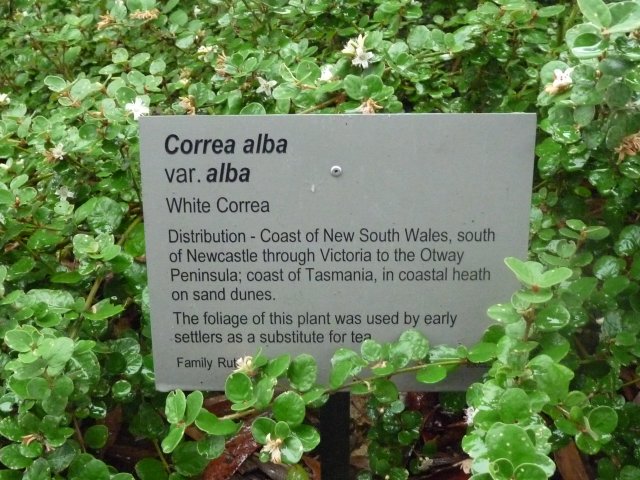 Correa alba
var. alba
White Correa
Distribution - Coast of New South Wales, south
of Newcastle through Victoria to the Otway
Peninsula; coast of Tasmania, in coastal heath
on sand dunes.
The foliage of this plant was used by early
settlers as a substitute for tea.
Family